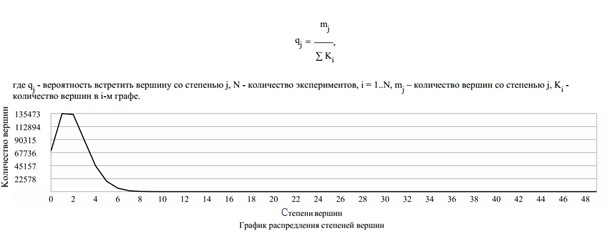 q_j = m_j / ∑ K_i ,
где q_j - вероятность встретить вершину со степенью j, N - количество экспериментов, i = 1..N, m_j – количество вершин со степенью j, K_i -
количество вершин в i-м графе.
Количество вершин
135473
112894
90315
67736
45157
22578
0 2 4 6 8 10 12 14 16 18 20 22 24 26 28 30 32 34 36 38 40 42 44 46 48
Степени вершин
График распредления степеней вершин